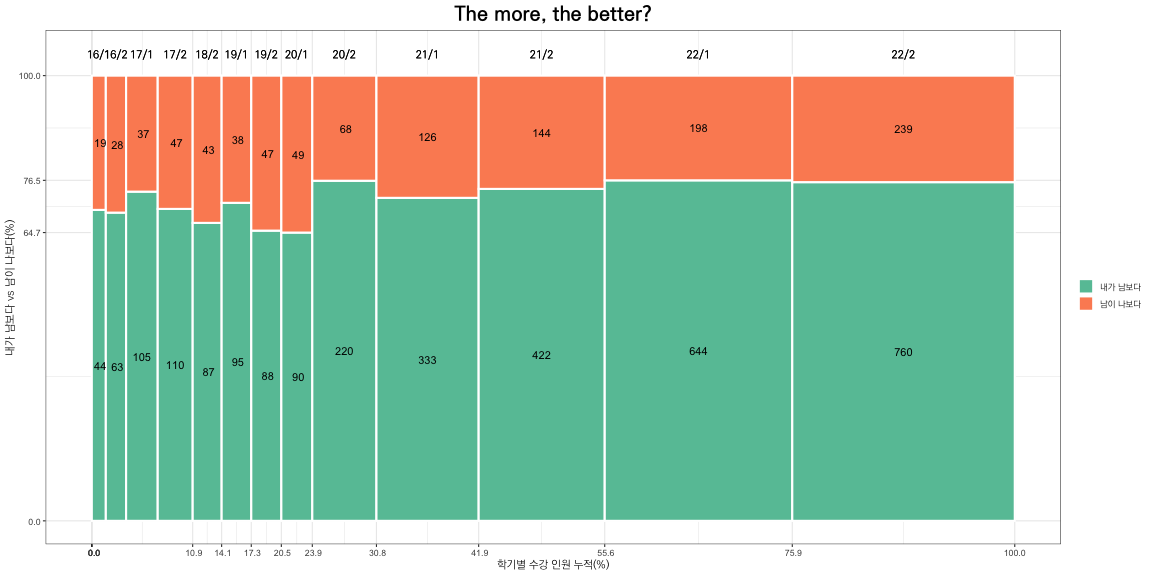 The more, the better?
16/1 16/2 17/1 17/2 18/2 19/1 19/2 20/1 20/2 21/1 21/2 22/1 22/2
100.0
19 28 37 47 43 38 47 49 68 126 144 198 239
76.5
64.7
내가 남보다 vs 남이 나보다(%)
내가 남보다
남이 나보다
44 63 105 110 87 95 88 90 220 333 422 644 760
0.0
0.0 10.9 14.1 17.3 20.5 23.9 30.8 41.9 55.6 75.9 100.0
학기별 수강 인원 누적(%)